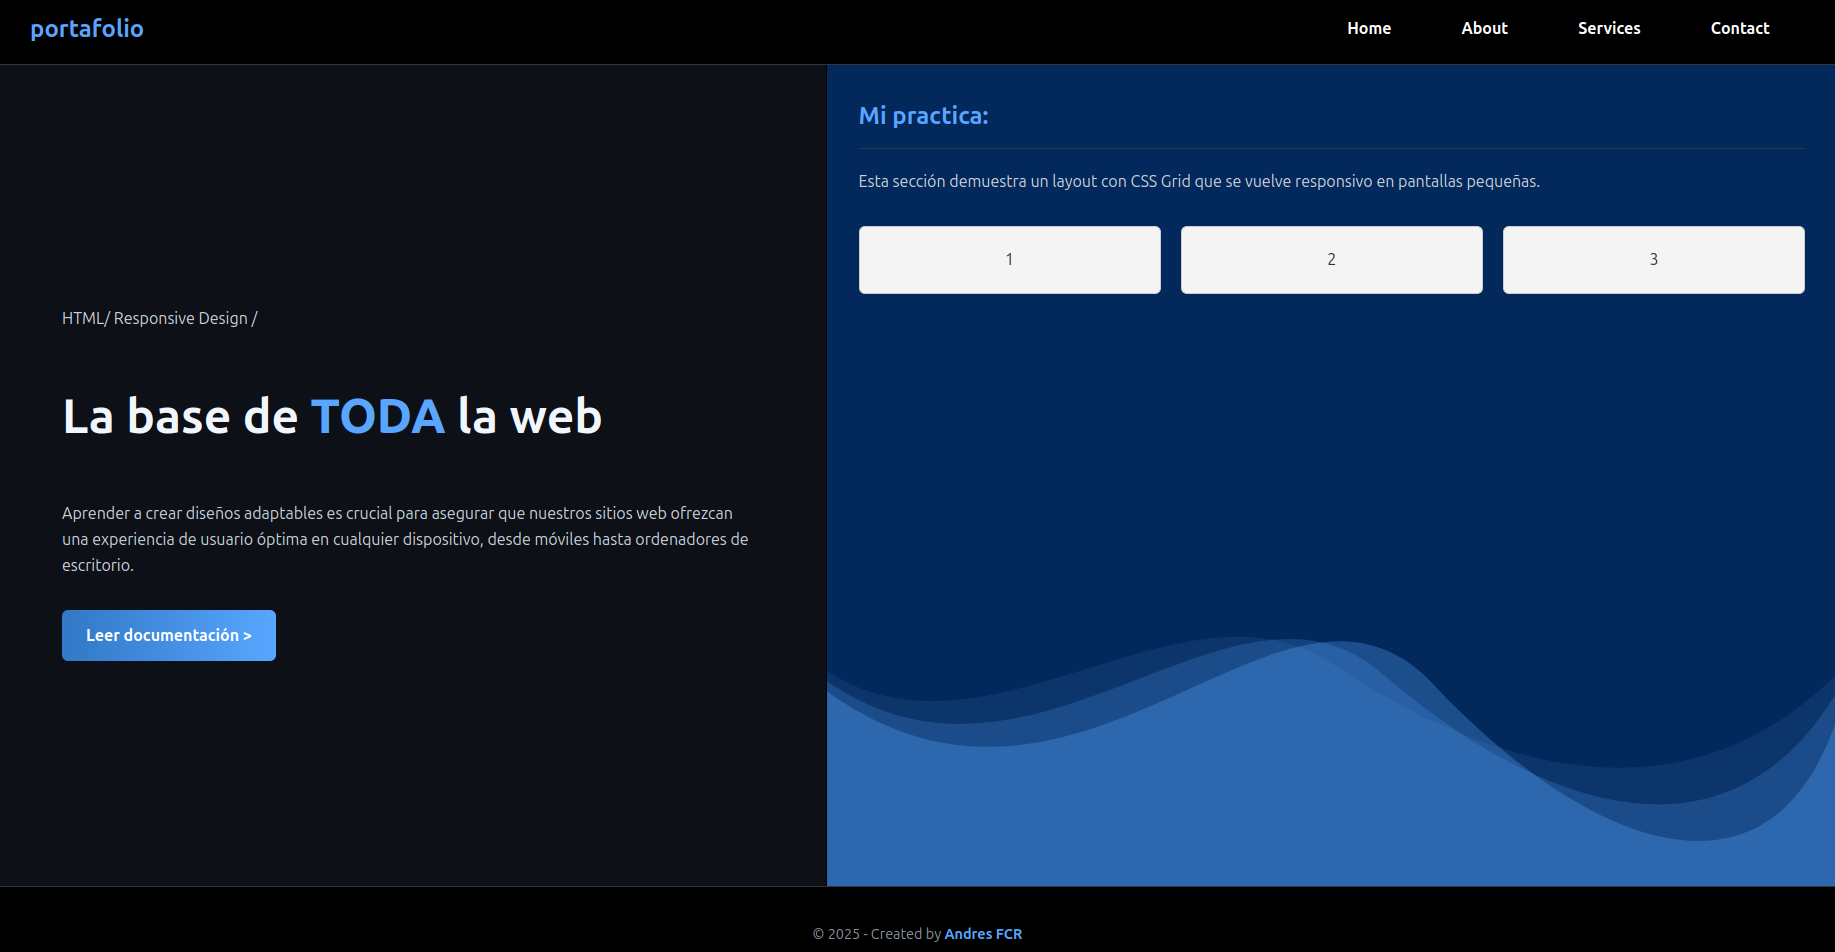 portafolio
Home About Services Contact
HTML/ Responsive Design /
La base de TODA la web
Aprender a crear diseños adaptables es crucial para asegurar que nuestros sitios web ofrezcan
una experiencia de usuario óptima en cualquier dispositivo, desde móviles hasta ordenadores de
escritorio.
Leer documentación >
Mi practica:
Esta sección demuestra un layout con CSS Grid que se vuelve responsivo en pantallas pequeñas.
1 2 3
© 2025 - Created by Andres FCR